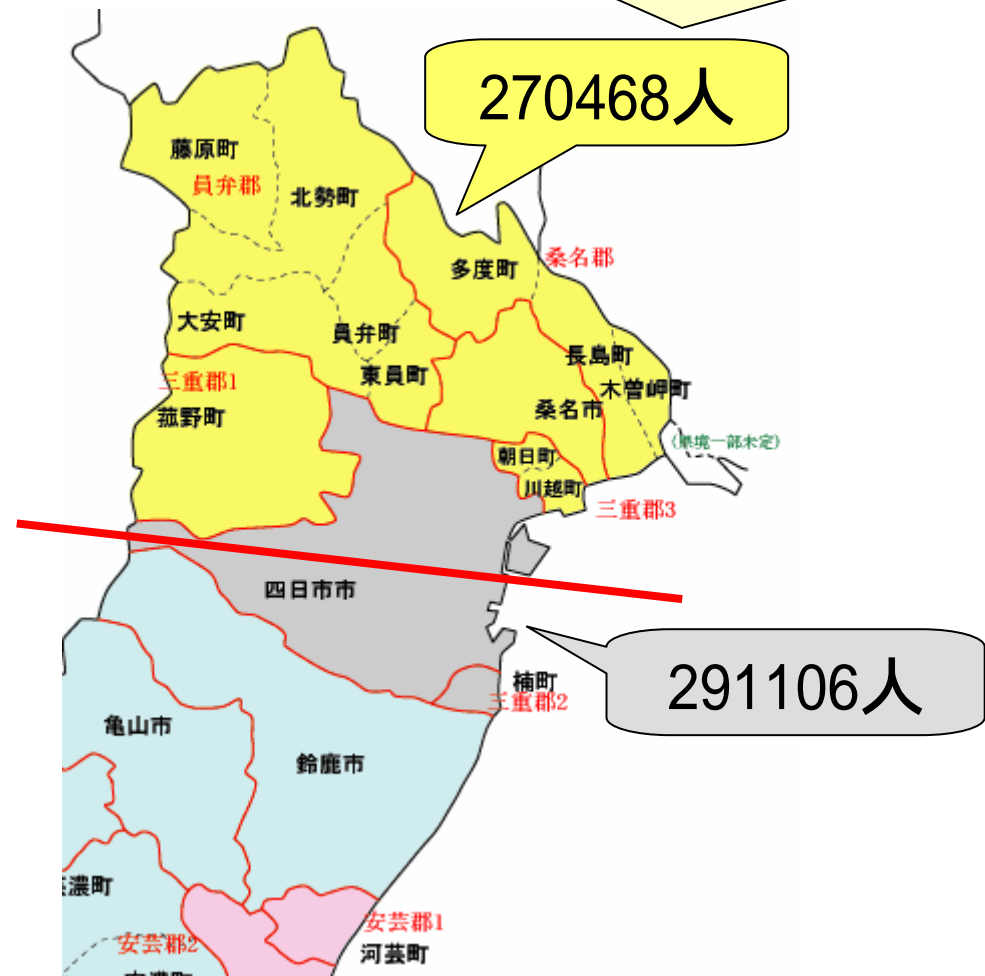 270468人
藤原町
員弁郡
北勢町
多度町
桑名郡
大安町
員弁町
長島町
東員町
木曽岬町
三重郡1
菰野町
桑名市
(県境一部未定)
朝日町
川越町
三重郡3
四日市市
291106人
楠町
三重郡2
亀山市
鈴鹿市
濃町
安芸郡1
安芸郡2
河芸町